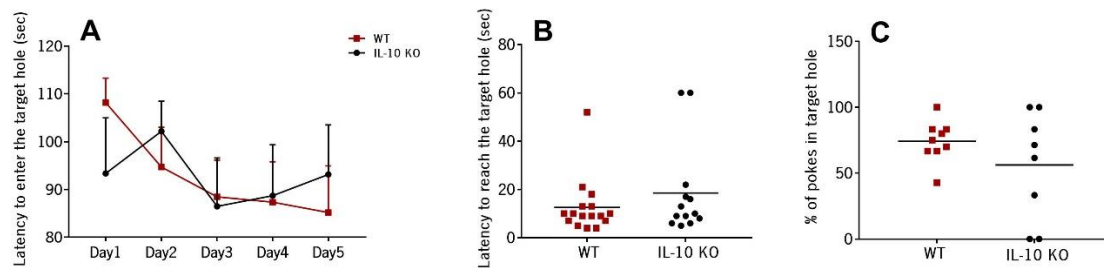 A
WT
IL-10 KO
Latency to enter the target hole (sec)
120
110
100
90
80
Day1 Day2 Day3 Day4 Day5
B
Latency to reach the target hole (sec)
80
60
40
20
0
WT IL-10 KO
C
% of pokes in target hole
150
100
50
0
WT IL-10 KO